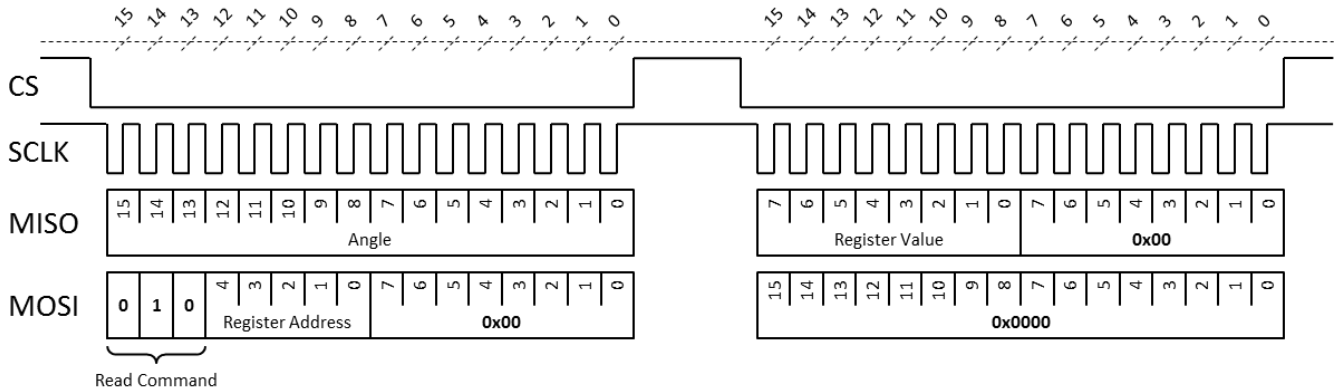 15 14 13 12 11 10 9 8 7 6 5 4 3 2 1 0 15 14 13 12 11 10 9 8 7 6 5 4 3 2 1 0
CS
SCLK
MISO 15 14 13 12 11 10 9 8 7 6 5 4 3 2 1 0 7 6 5 4 3 2 1 0 7 6 5 4 3 2 1 0
Angle Register Value 0x00
MOSI 0 1 0 4 3 2 1 0 7 6 5 4 3 2 1 0 15 14 13 12 11 10 9 8 7 6 5 4 3 2 1 0
Register Address 0x00 0x0000
Read Command